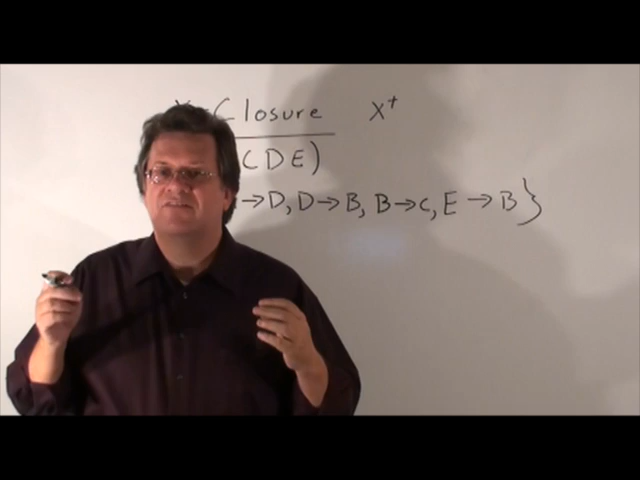 Closure X⁺
CDE)
→D, D→B, B→C, E→B}